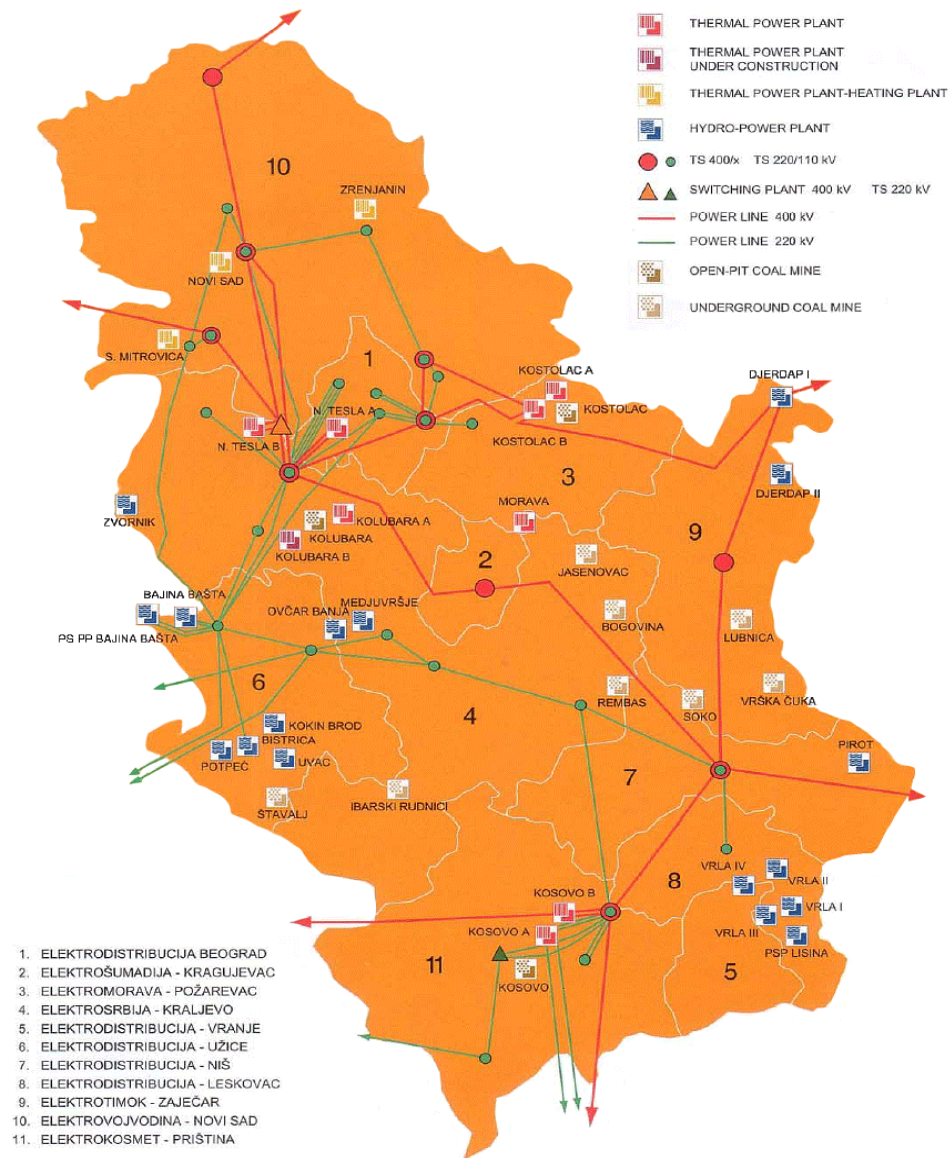 THERMAL POWER PLANT
THERMAL POWER PLANT
UNDER CONSTRUCTION
THERMAL POWER PLANT-HEATING PLANT
HYDRO-POWER PLANT
TS 400/x TS 220/110 kV
SWITCHING PLANT 400 kV TS 220 kV
POWER LINE 400 kV
POWER LINE 220 kV
OPEN-PIT COAL MINE
UNDERGROUND COAL MINE
10
ZRENJANIN
NOVI SAD
S. MITROVICA
1
KOSTOLAC A
DJERDAP I
N. TESLA A
KOSTOLAC
N. TESLA B
KOSTOLAC B
3
DJERDAP II
ZVORNIK
MORAVA
KOLUBARA A
KOLUBARA
KOLUBARA B
2
9
JASENOVAC
BAJINA BAŠTA
OVČAR BANJA
MEDJUVRŠJE
BOGOVINA
LUBNICA
PS PP BAJINA BAŠTA
6
4
REMBAS
SOKO
VRŠKA ČUKA
KOKIN BROD
BISTRICA
POTPEĆ
UVAC
PIROT
7
ŠTAVALJ
IBARSKI RUDNICI
VRLA IV
8
VRLA II
KOSOVO B
VRLA I
KOSOVO A
VRLA III
PSP LISINA
11
KOSOVO
5
1. ELEKTRODISTRIBUCIJA BEOGRAD
2. ELEKTROŠUMADIJA - KRAGUJEVAC
3. ELEKTROMORAVA - POŽAREVAC
4. ELEKTROSRBIJA - KRALJEVO
5. ELEKTRODISTRIBUCIJA - VRANJE
6. ELEKTRODISTRIBUCIJA - UŽICE
7. ELEKTRODISTRIBUCIJA - NIŠ
8. ELEKTRODISTRIBUCIJA - LESKOVAC
9. ELEKTROTIMOK - ZAJEČAR
10. ELEKTROVOJVODINA - NOVI SAD
11. ELEKTROKOSMET - PRIŠTINA